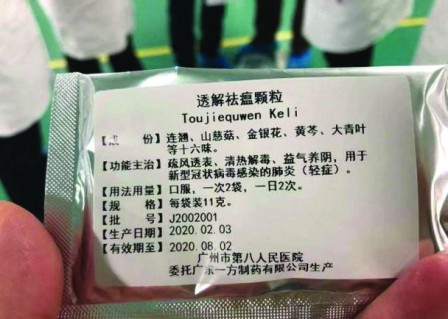 透解祛瘟颗粒
Toujiequwen Keli
【成 份】连翘、山慈菇、金银花、黄芩、大青叶
等十六味。
【功能主治】疏风透表、清热解毒、益气养阴,用于
新型冠状病毒感染的肺炎（轻症）。
【用法用量】口服，一次2袋，一日2次。
【规 格】每袋装11克。
【批 号】J2002001
【生产日期】2020.02.03
【有效期至】2020.08.02
广州市第八人民医院
委托广东一方制药有限公司生产